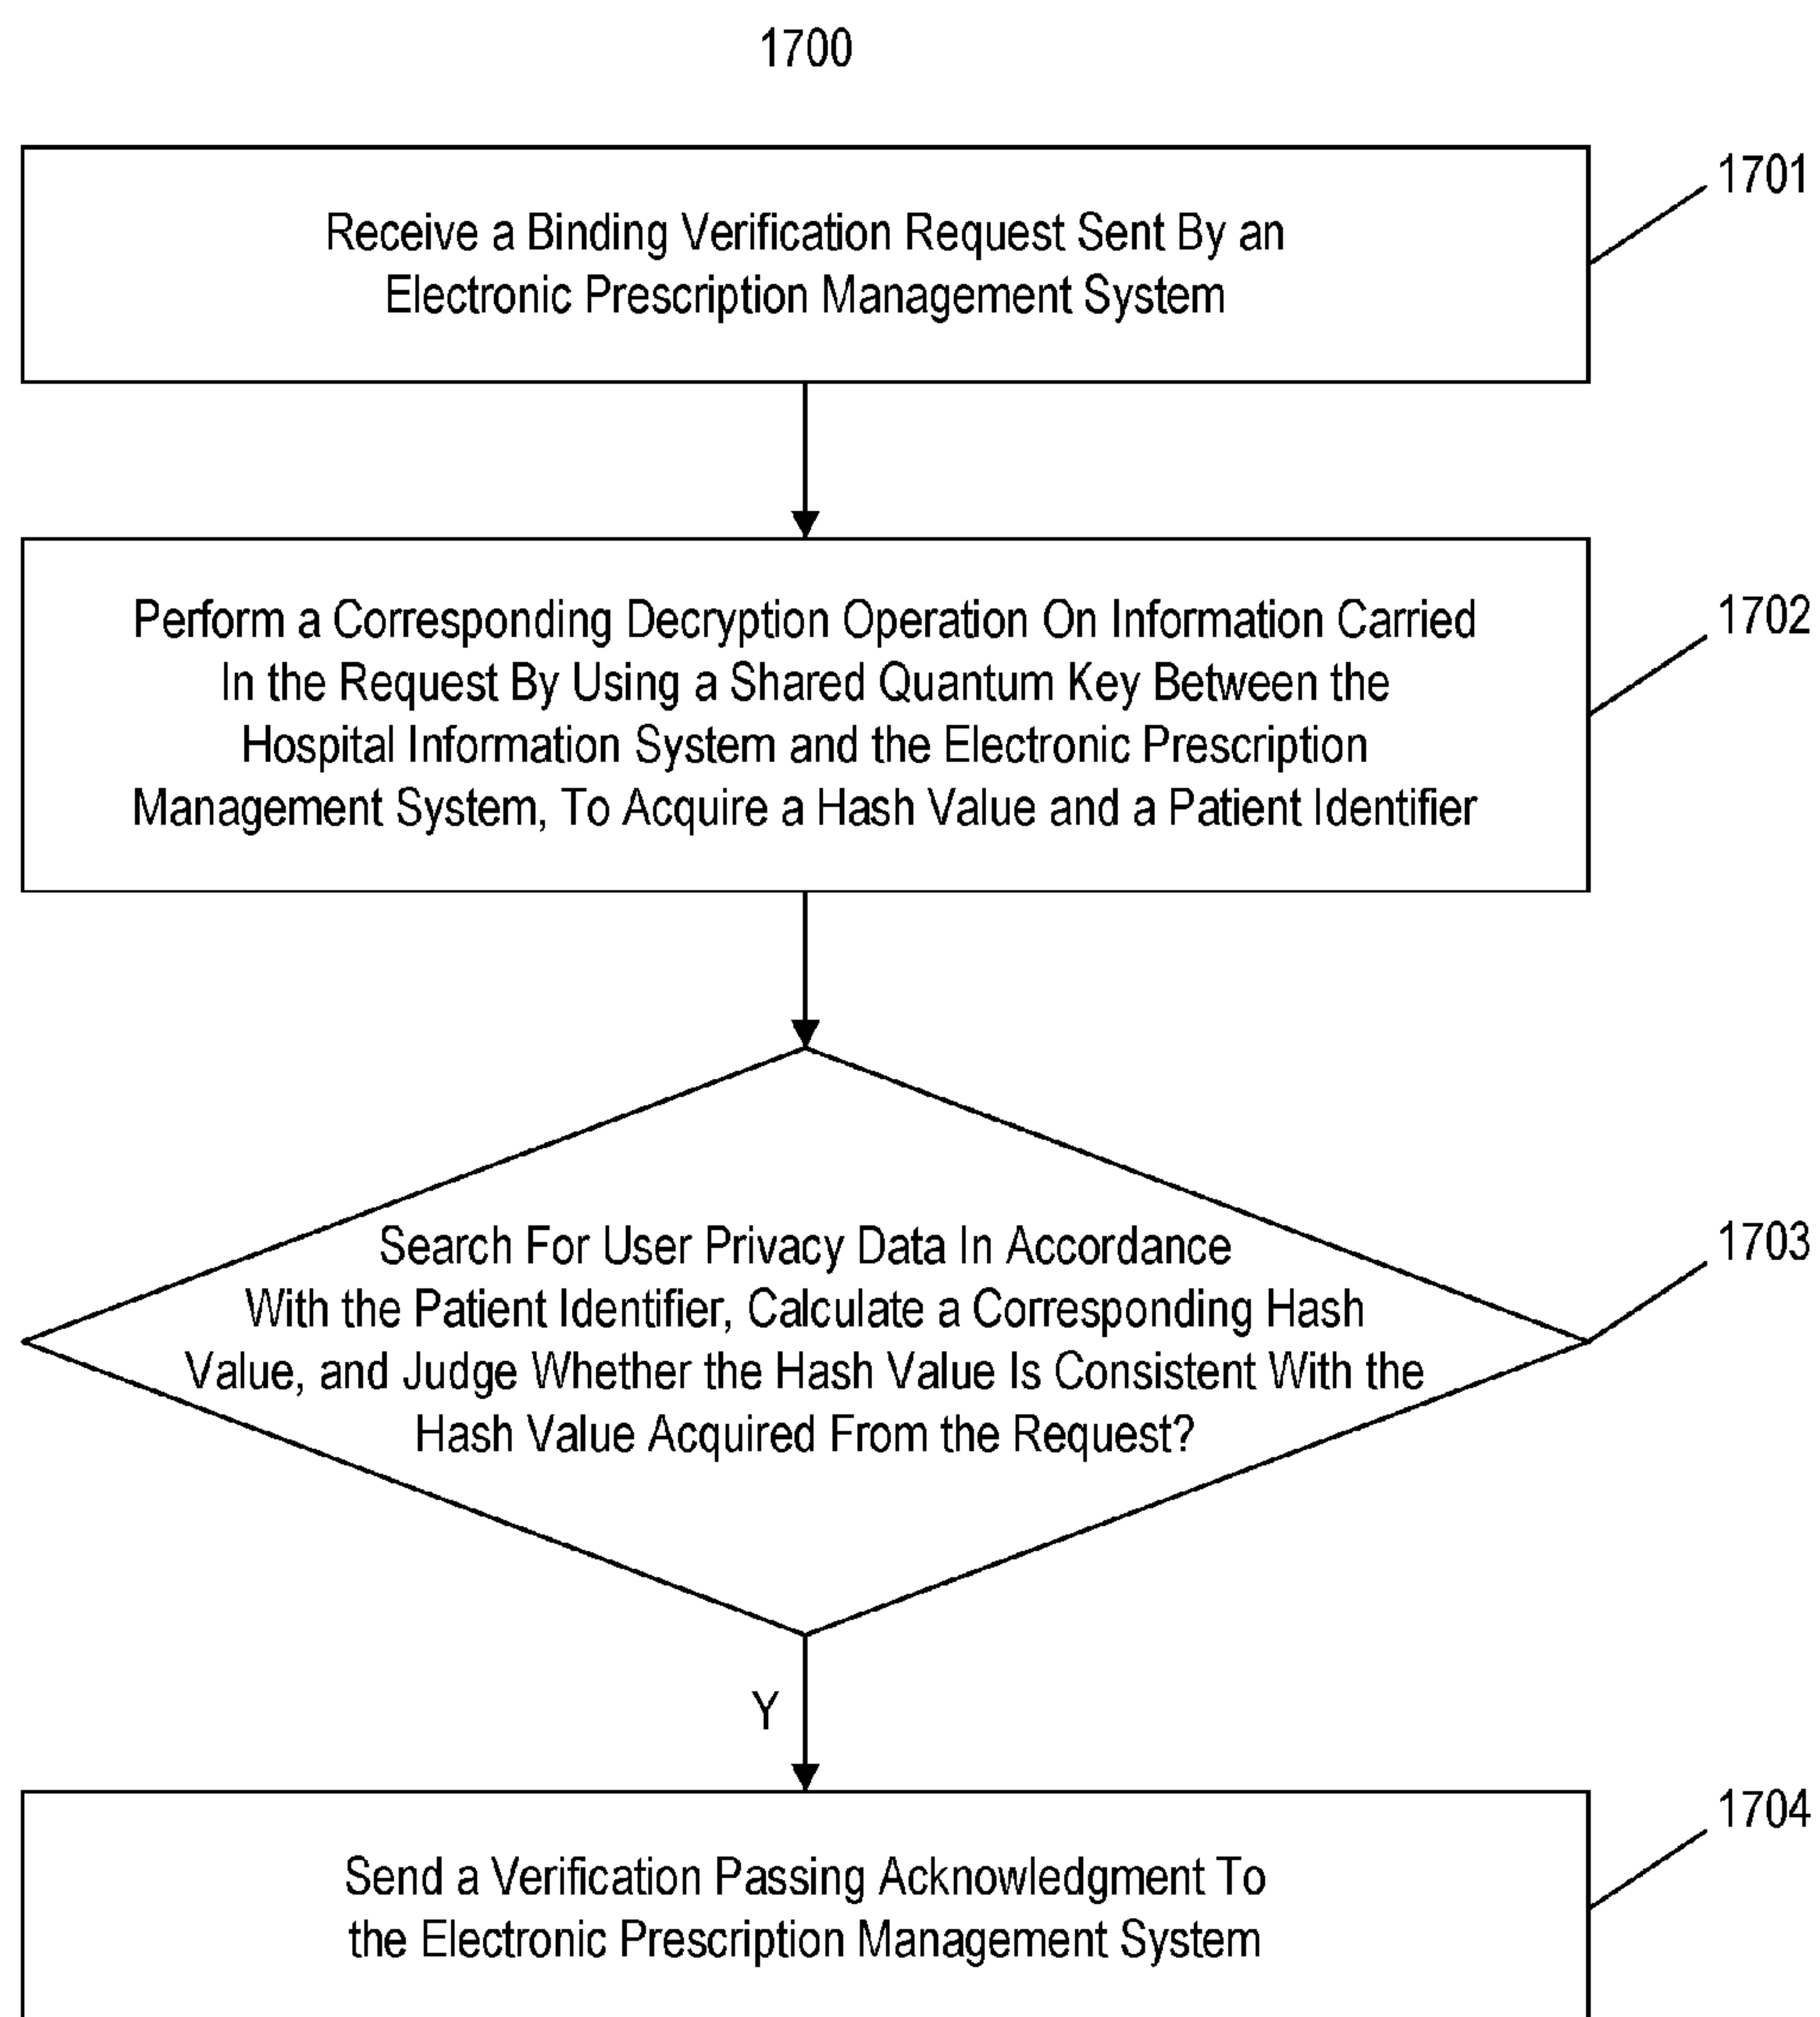 1700
1701
Receive a Binding Verification Request Sent By an
Electronic Prescription Management System
1702
Perform a Corresponding Decryption Operation On Information Carried
In the Request By Using a Shared Quantum Key Between the
Hospital Information System and the Electronic Prescription
Management System, To Acquire a Hash Value and a Patient Identifier
1703
Search For User Privacy Data In Accordance
With the Patient Identifier, Calculate a Corresponding Hash
Value, and Judge Whether the Hash Value Is Consistent With the
Hash Value Acquired From the Request?
Y
1704
Send a Verification Passing Acknowledgment To
the Electronic Prescription Management System